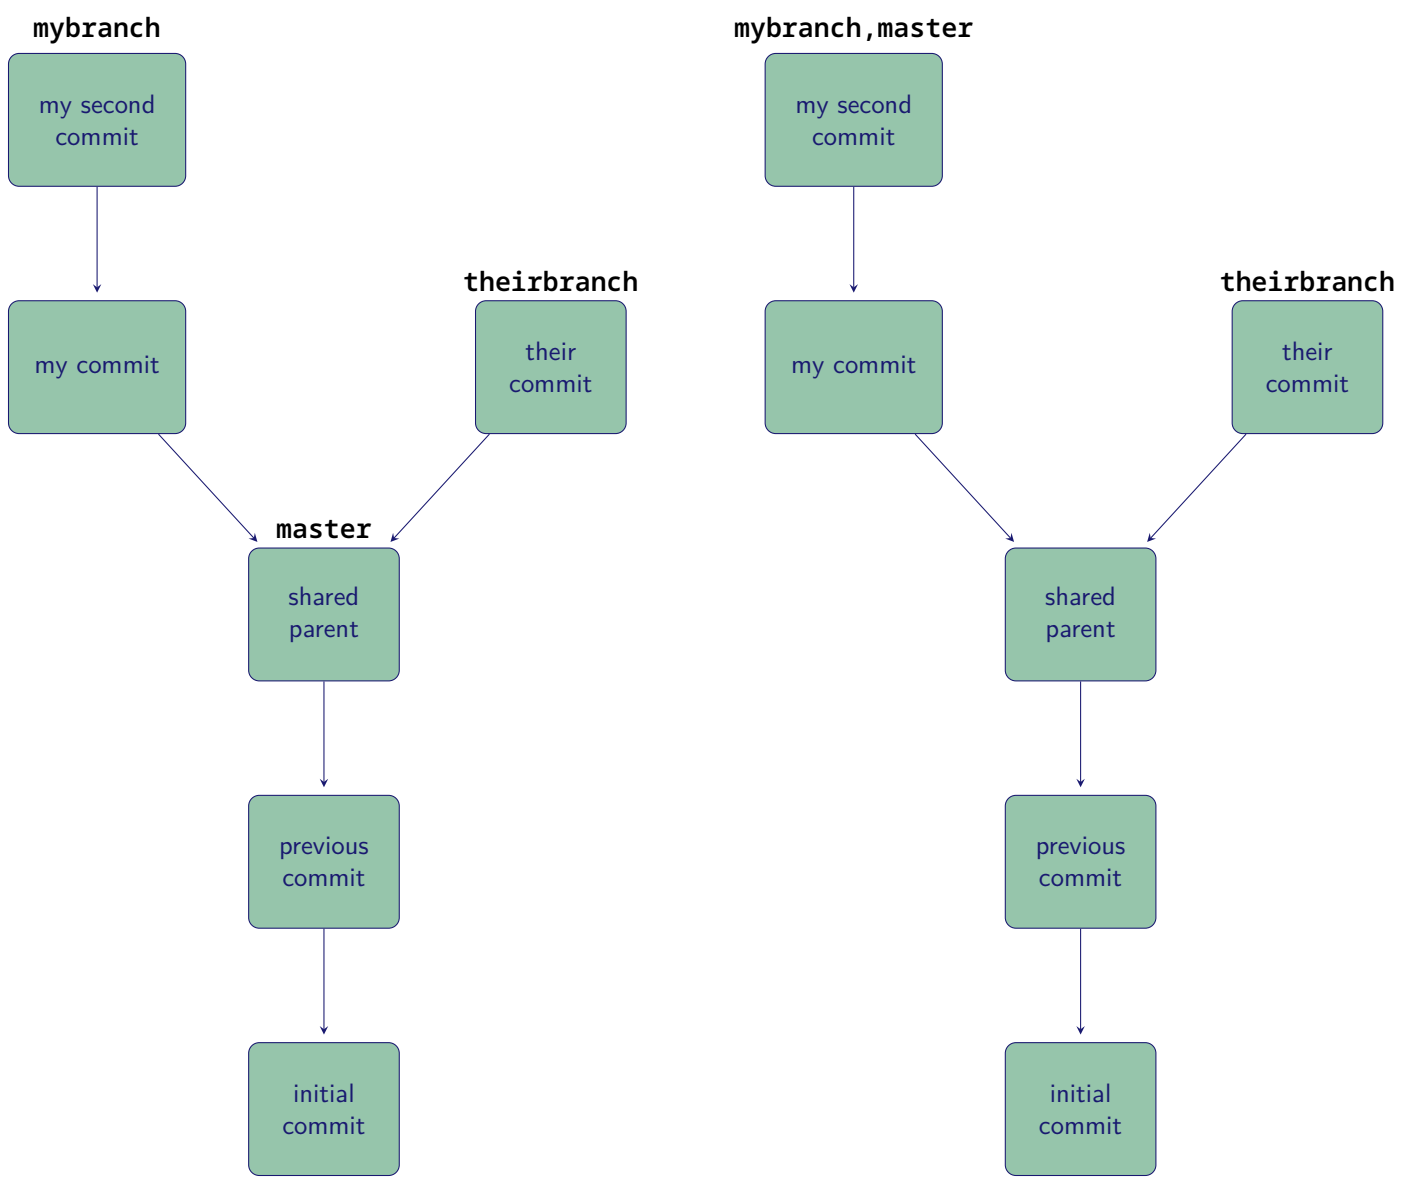 mybranch
my second
commit
my commit
theirbranch
their
commit
master
shared
parent
previous
commit
initial
commit
mybranch,master
my second
commit
my commit
theirbranch
their
commit
shared
parent
previous
commit
initial
commit